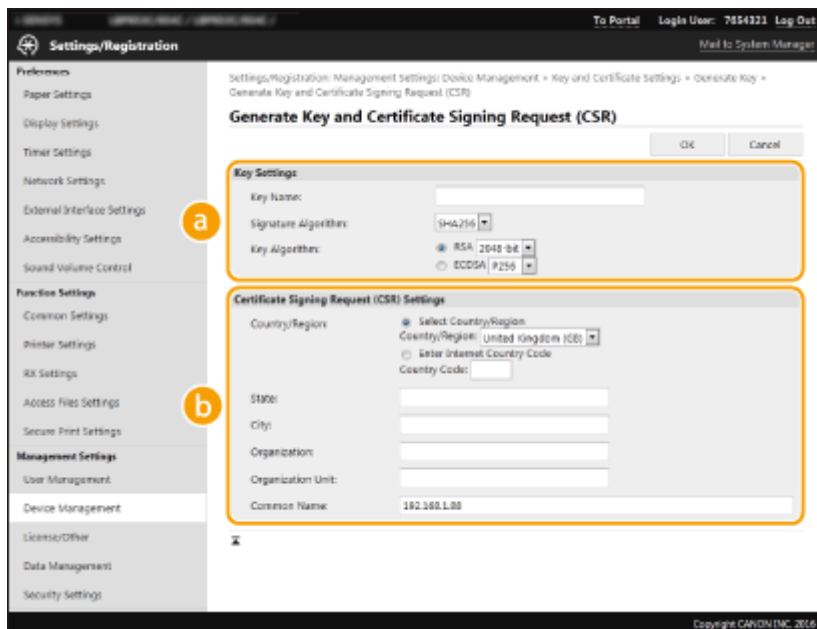 To Portal Login User: 7654321 Log Out
Settings/Registration
Mail to System Manager
Preferences
Paper Settings
Display Settings
Timer Settings
Network Settings
External Interface Settings
Accessibility Settings
Sound Volume Control
Function Settings
Common Settings
Printer Settings
RX Settings
Access Files Settings
Secure Print Settings
Management Settings
User Management
Device Management
License/Other
Data Management
Security Settings
Settings/Registration: Management Settings: Device Management > Key and Certificate Settings > Generate Key >
Generate Key and Certificate Signing Request (CSR)
Generate Key and Certificate Signing Request (CSR)
OK Cancel
a
Key Settings
Key Name:
Signature Algorithm: SHA256
Key Algorithm: RSA 2048-bit
ECDSA P256
b
Certificate Signing Request (CSR) Settings
Country/Region: Select Country/Region
Country/Region: United Kingdom (GB)
Enter Internet Country Code
Country Code:
State:
City:
Organization:
Organization Unit:
Common Name: 192.168.1.88
Copyright CANON INC. 2016